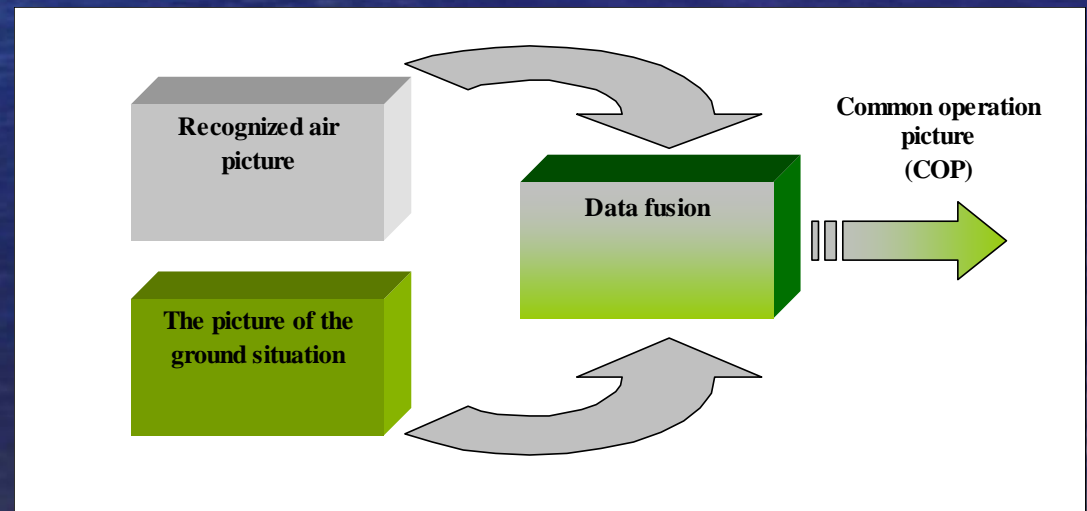 Recognized air
picture
The picture of the
ground situation
Data fusion
Common operation
picture
(COP)